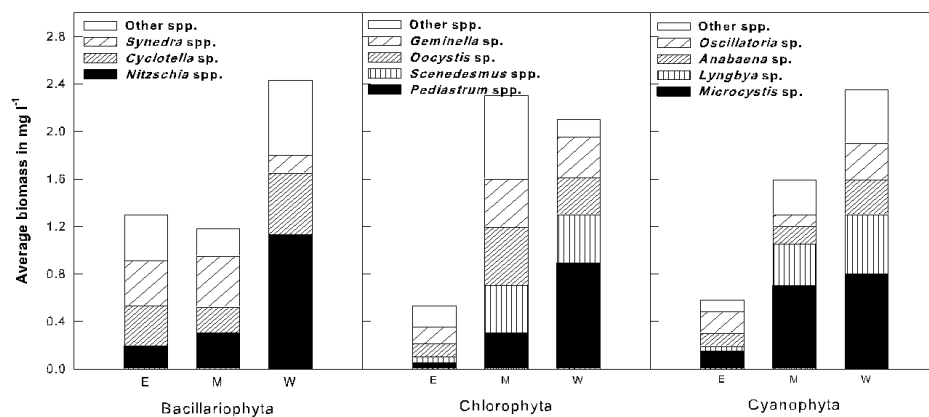 Average biomass in mg l-1
2.8
2.4
2.0
1.6
1.2
0.8
0.4
0.0
Other spp.
Synedra spp.
Cyclotella sp.
Nitzschia spp.
E M W
Bacillariophyta
Other spp.
Geminella sp.
Oocystis sp.
Scenedesmus spp.
Pediastrum spp.
E M W
Chlorophyta
Other spp.
Oscillatoria sp.
Anabaena sp.
Lyngbya sp.
Microcystis sp.
E M W
Cyanophyta